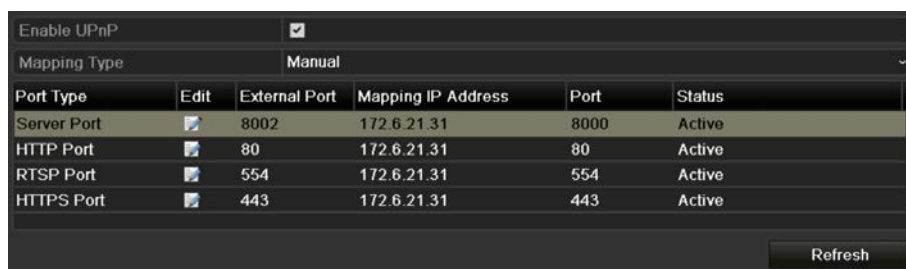 Enable UPnP
Mapping Type Manual
Port Type Edit External Port Mapping IP Address Port Status
Server Port 8002 172.6.21.31 8000 Active
HTTP Port 80 172.6.21.31 80 Active
RTSP Port 554 172.6.21.31 554 Active
HTTPS Port 443 172.6.21.31 443 Active
Refresh